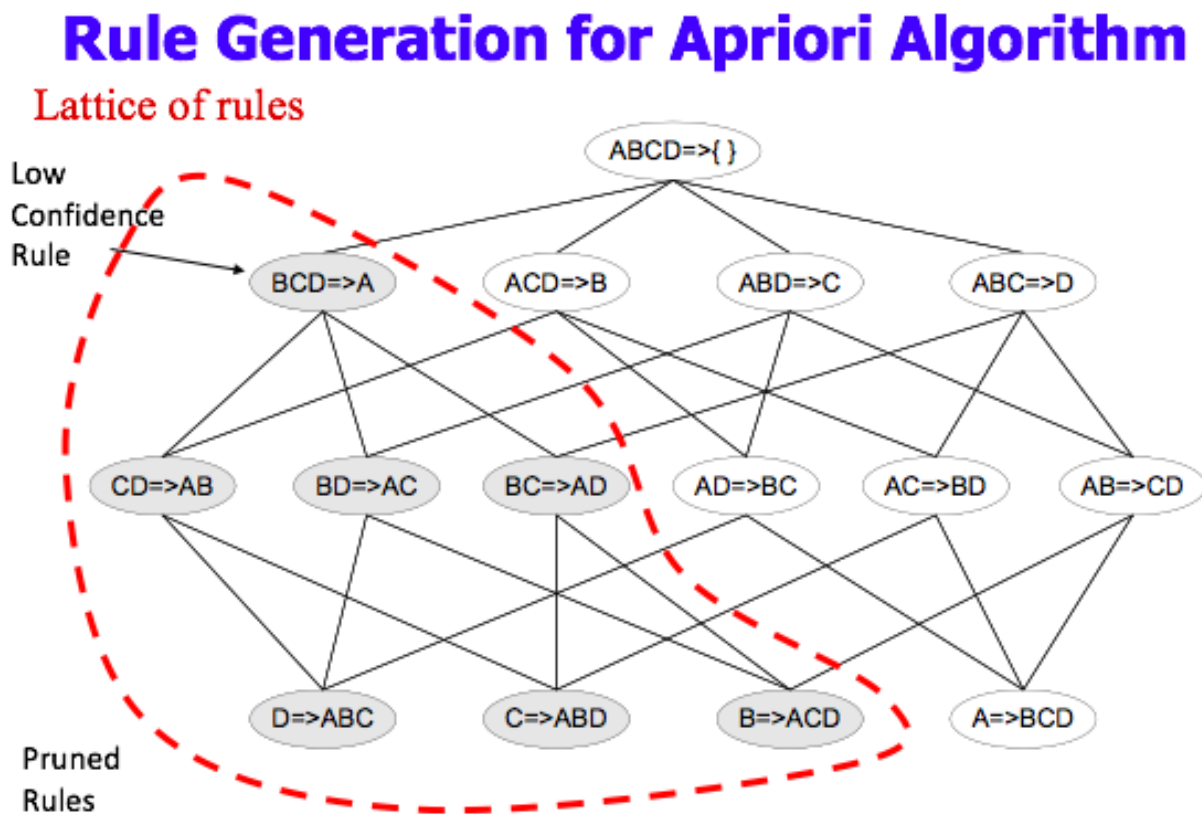 Rule Generation for Apriori Algorithm
Lattice of rules
ABCD=>{ }
Low
Confidence
Rule
BCD=>A
ACD=>B
ABD=>C
ABC=>D
CD=>AB
BD=>AC
BC=>AD
AD=>BC
AC=>BD
AB=>CD
D=>ABC
C=>ABD
B=>ACD
A=>BCD
Pruned
Rules